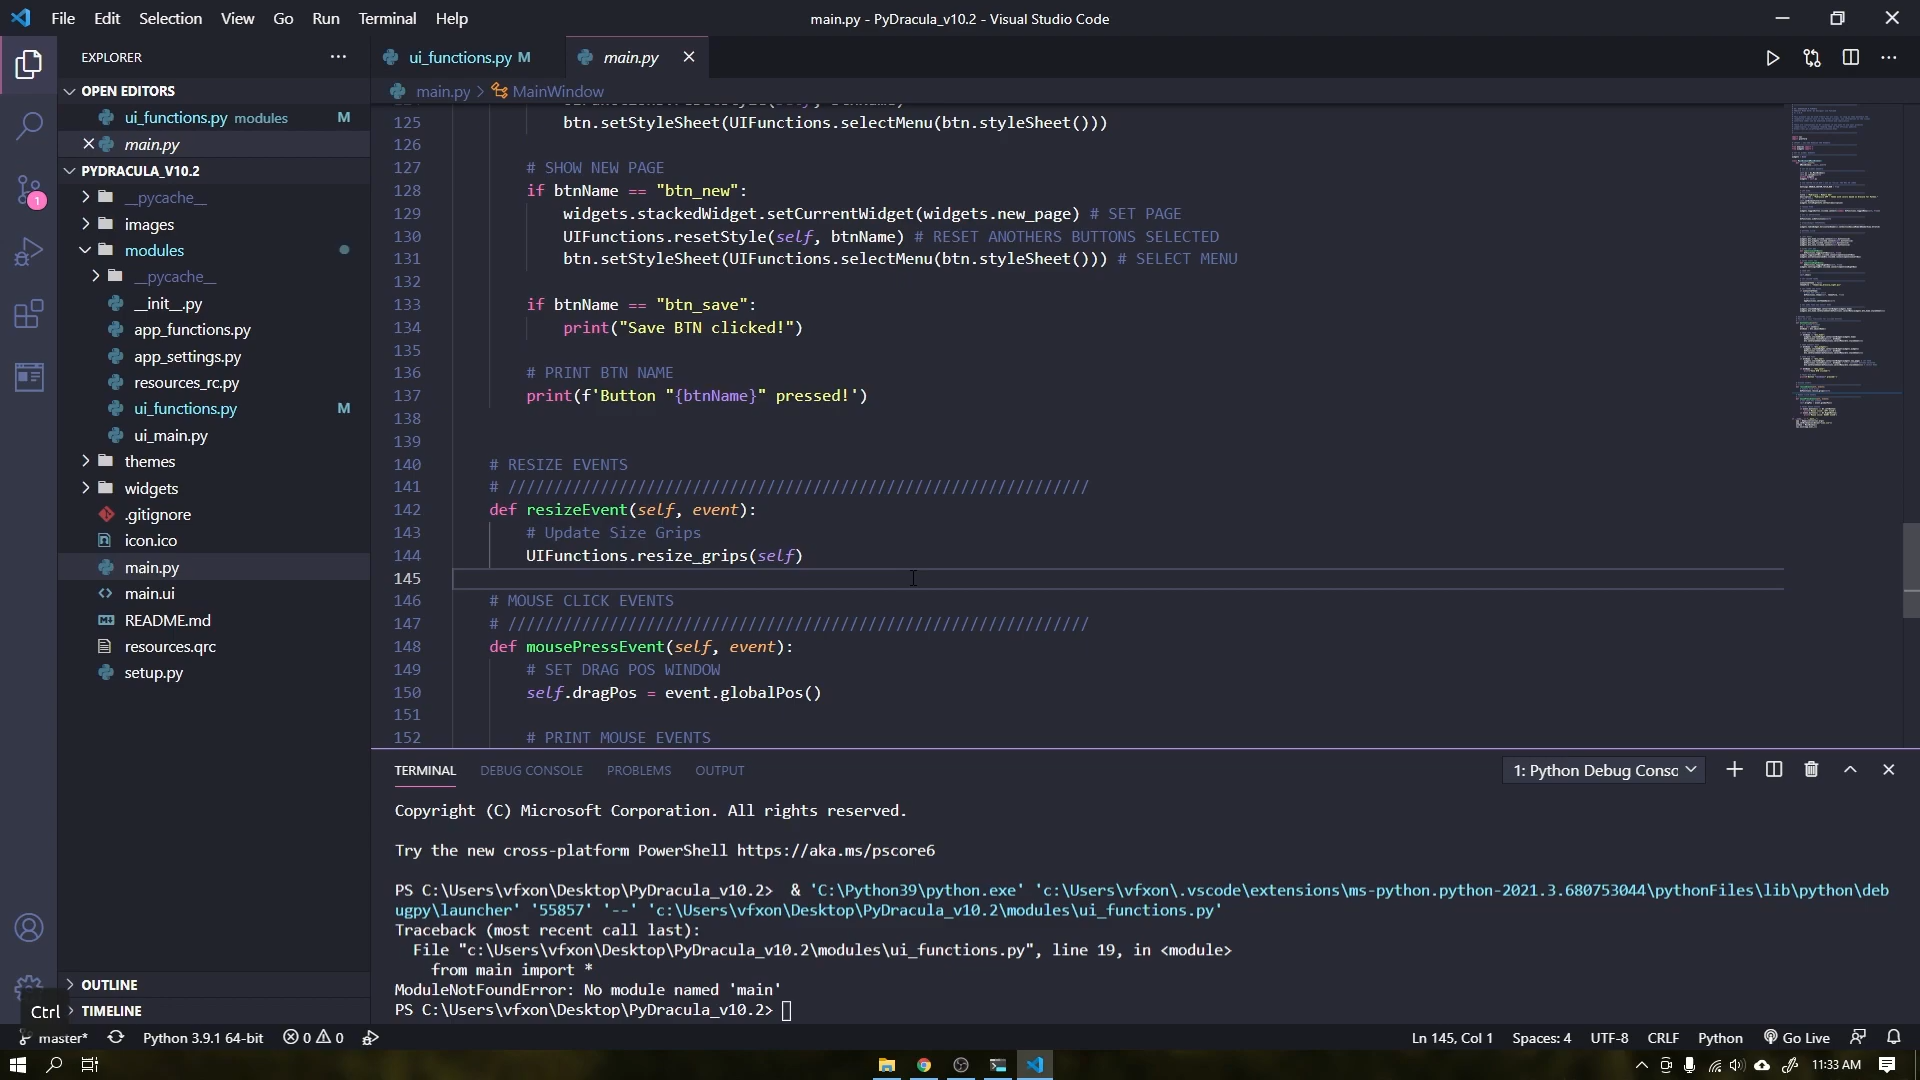 File Edit Selection View Go Run Terminal Help
main.py - PyDracula_v10.2 - Visual Studio Code
EXPLORER
OPEN EDITORS
ui_functions.py modules M
main.py
PYDRACULA_V10.2
__pycache__
images
modules
__pycache__
__init__.py
app_functions.py
app_settings.py
resources_rc.py
ui_functions.py M
ui_main.py
themes
widgets
.gitignore
icon.ico
main.py
main.ui
README.md
resources.qrc
setup.py
OUTLINE
TIMELINE
1
Ctrl
ui_functions.py M
main.py
main.py > MainWindow
125 btn.setStyleSheet(UIFunctions.selectMenu(btn.styleSheet()))
126
127 # SHOW NEW PAGE
128 if btnName == "btn_new":
129 widgets.stackedWidget.setCurrentWidget(widgets.new_page) # SET PAGE
130 UIFunctions.resetStyle(self, btnName) # RESET ANOTHERS BUTTONS SELECTED
131 btn.setStyleSheet(UIFunctions.selectMenu(btn.styleSheet())) # SELECT MENU
132
133 if btnName == "btn_save":
134 print("Save BTN clicked!")
135
136 # PRINT BTN NAME
137 print(f'Button "{btnName}" pressed!')
138
139
140 # RESIZE EVENTS
141 # ///////////////////////////////////////////////////////////////
142 def resizeEvent(self, event):
143 # Update Size Grips
144 UIFunctions.resize_grips(self)
145
146 # MOUSE CLICK EVENTS
147 # ///////////////////////////////////////////////////////////////
148 def mousePressEvent(self, event):
149 # SET DRAG POS WINDOW
150 self.dragPos = event.globalPos()
151
152 # PRINT MOUSE EVENTS
TERMINAL DEBUG CONSOLE PROBLEMS OUTPUT
1: Python Debug Consc
Copyright (C) Microsoft Corporation. All rights reserved.
Try the new cross-platform PowerShell https://aka.ms/pscore6
PS C:\Users\vfxon\Desktop\PyDracula_v10.2>  & 'C:\Python39\python.exe' 'c:\Users\vfxon\.vscode\extensions\ms-python.python-2021.3.680753044\pythonFiles\lib\python\deb
ugpy\launcher' '55857' '--' 'c:\Users\vfxon\Desktop\PyDracula_v10.2\modules\ui_functions.py'
Traceback (most recent call last):
File "c:\Users\vfxon\Desktop\PyDracula_v10.2\modules\ui_functions.py", line 19, in <module>
from main import *
ModuleNotFoundError: No module named 'main'
PS C:\Users\vfxon\Desktop\PyDracula_v10.2>
master* Python 3.9.1 64-bit 0 0 Ln 145, Col 1 Spaces: 4 UTF-8 CRLF Python Go Live
11:33 AM